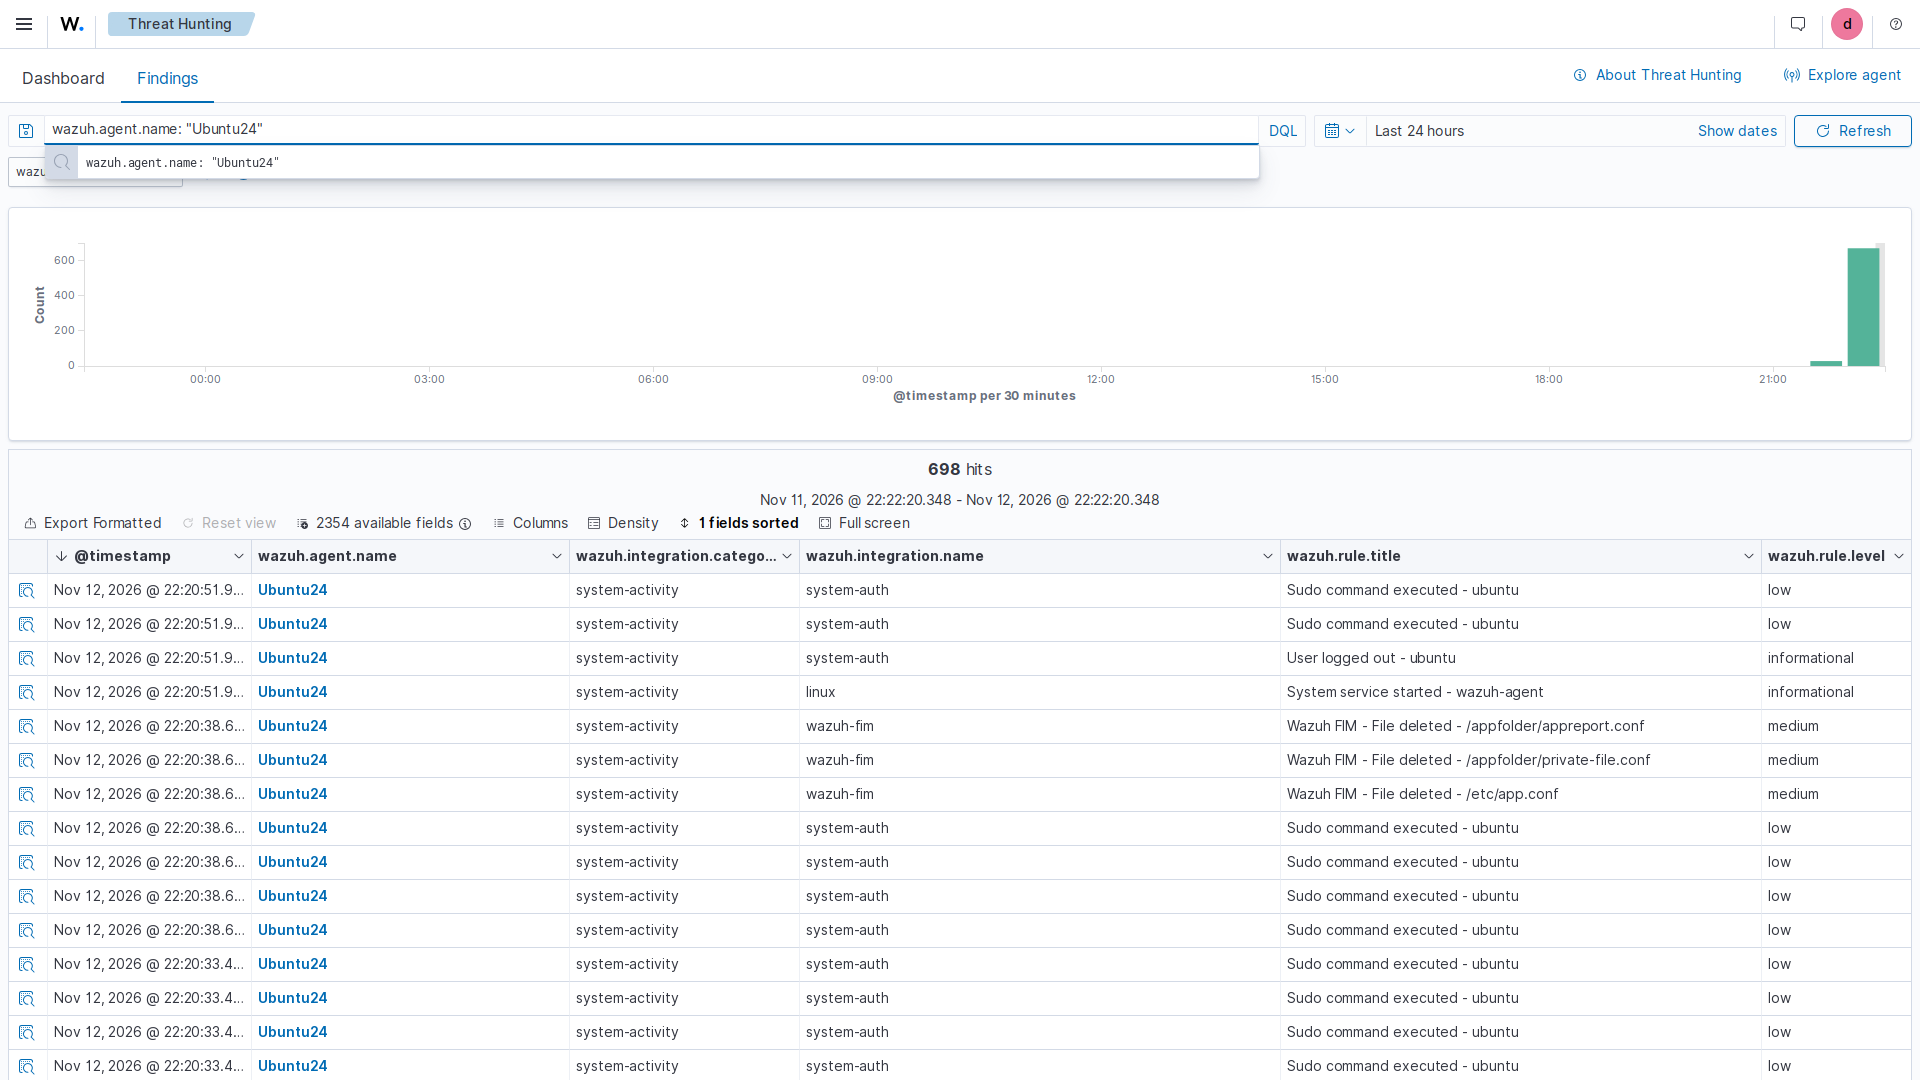 W. Threat Hunting d
Dashboard Findings About Threat Hunting Explore agent
wazuh.agent.name: "Ubuntu24" DQL Last 24 hours Show dates Refresh
wazuh.agent.name: "Ubuntu24"
600
400
200
0
Count
00:00 03:00 06:00 09:00 12:00 15:00 18:00 21:00
@timestamp per 30 minutes
698 hits
Nov 11, 2026 @ 22:22:20.348 - Nov 12, 2026 @ 22:22:20.348
Export Formatted Reset view 2354 available fields Columns Density 1 fields sorted Full screen
@timestamp wazuh.agent.name wazuh.integration.catego... wazuh.integration.name wazuh.rule.title wazuh.rule.level
Nov 12, 2026 @ 22:20:51.9... Ubuntu24 system-activity system-auth Sudo command executed - ubuntu low
Nov 12, 2026 @ 22:20:51.9... Ubuntu24 system-activity system-auth Sudo command executed - ubuntu low
Nov 12, 2026 @ 22:20:51.9... Ubuntu24 system-activity system-auth User logged out - ubuntu informational
Nov 12, 2026 @ 22:20:51.9... Ubuntu24 system-activity linux System service started - wazuh-agent informational
Nov 12, 2026 @ 22:20:38.6... Ubuntu24 system-activity wazuh-fim Wazuh FIM - File deleted - /appfolder/appreport.conf medium
Nov 12, 2026 @ 22:20:38.6... Ubuntu24 system-activity wazuh-fim Wazuh FIM - File deleted - /appfolder/private-file.conf medium
Nov 12, 2026 @ 22:20:38.6... Ubuntu24 system-activity wazuh-fim Wazuh FIM - File deleted - /etc/app.conf medium
Nov 12, 2026 @ 22:20:38.6... Ubuntu24 system-activity system-auth Sudo command executed - ubuntu low
Nov 12, 2026 @ 22:20:38.6... Ubuntu24 system-activity system-auth Sudo command executed - ubuntu low
Nov 12, 2026 @ 22:20:38.6... Ubuntu24 system-activity system-auth Sudo command executed - ubuntu low
Nov 12, 2026 @ 22:20:38.6... Ubuntu24 system-activity system-auth Sudo command executed - ubuntu low
Nov 12, 2026 @ 22:20:33.4... Ubuntu24 system-activity system-auth Sudo command executed - ubuntu low
Nov 12, 2026 @ 22:20:33.4... Ubuntu24 system-activity system-auth Sudo command executed - ubuntu low
Nov 12, 2026 @ 22:20:33.4... Ubuntu24 system-activity system-auth Sudo command executed - ubuntu low
Nov 12, 2026 @ 22:20:33.4... Ubuntu24 system-activity system-auth Sudo command executed - ubuntu low